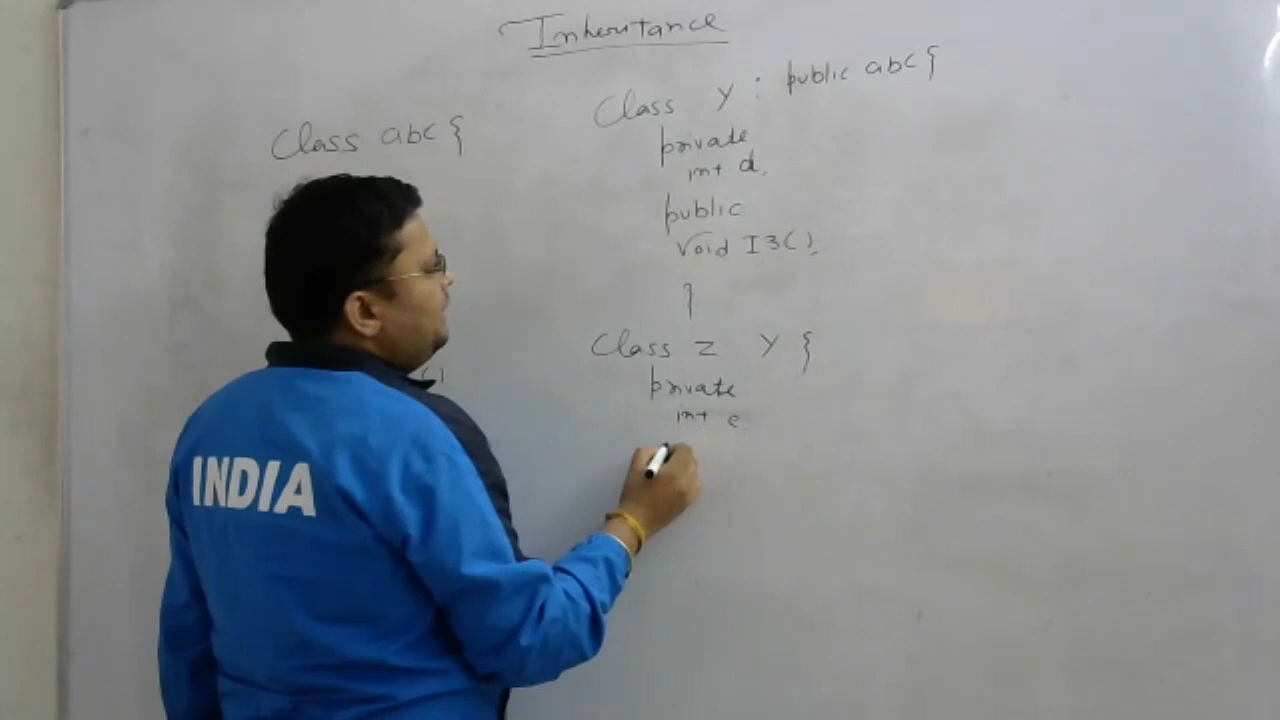 Inheritance
Class abc {
Class Y : public abc {
private
int d,
public
void I3();
}
Class Z Y {
private
int e
()
INDIA